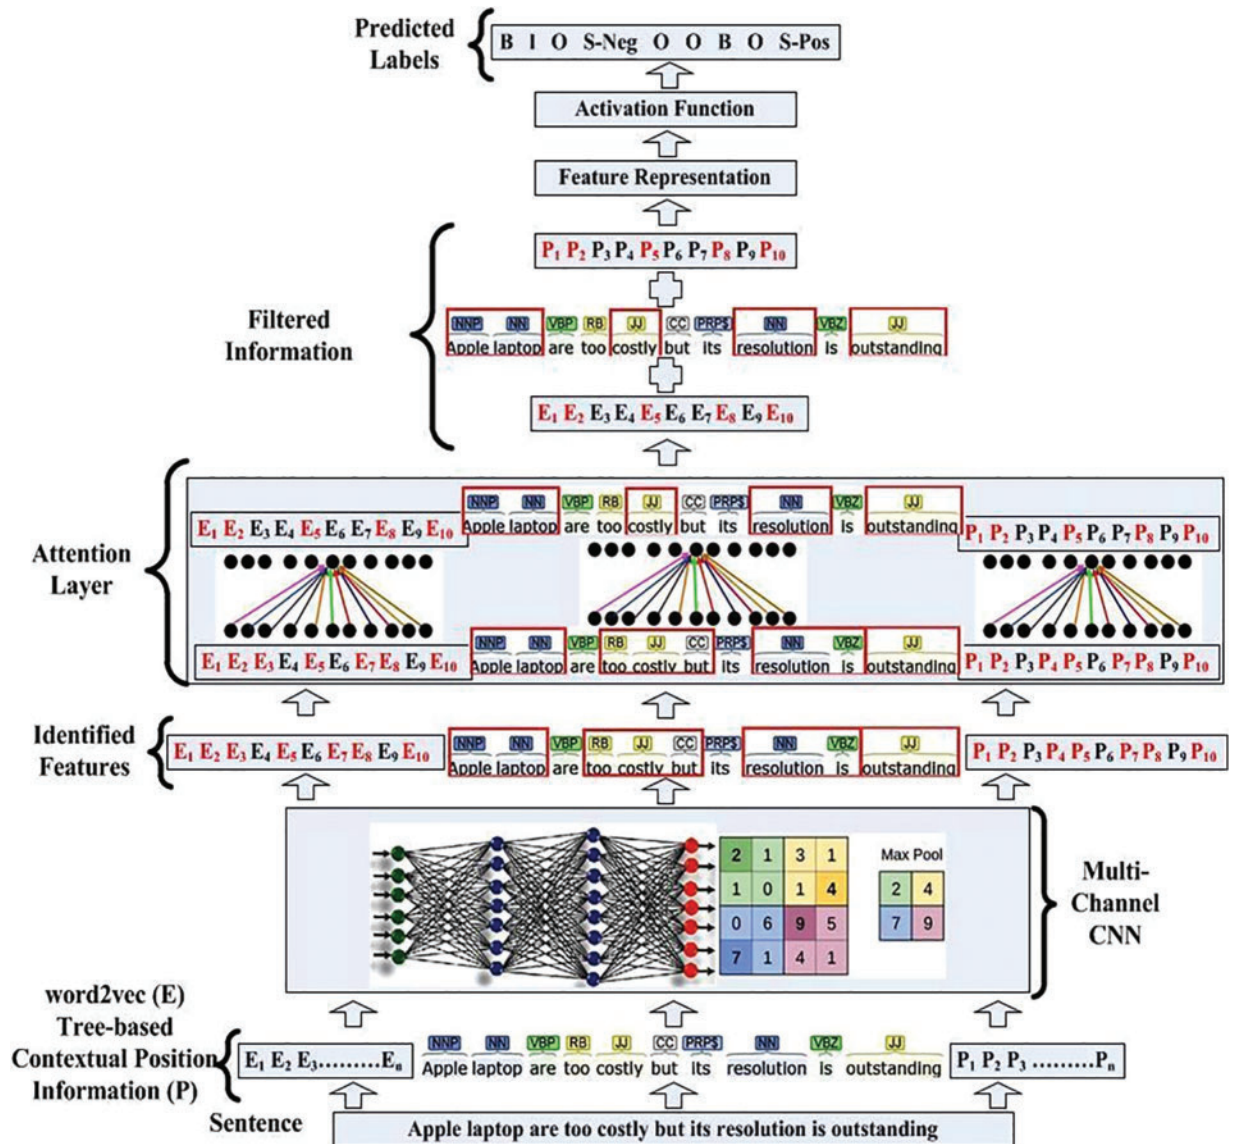 Predicted
Labels
B I O S-Neg O O B O S-Pos
Activation Function
Feature Representation
P1 P2 P3 P4 P5 P6 P7 P8 P9 P10
Filtered
Information
NNP NN VBP RB JJ CC PRP$ NN VBZ JJ
Apple laptop are too costly but its resolution is outstanding
E1 E2 E3 E4 E5 E6 E7 E8 E9 E10
Attention
Layer
NNP NN VBP RB JJ CC PRP$ NN VBZ JJ
Apple laptop are too costly but its resolution is outstanding
E1 E2 E3 E4 E5 E6 E7 E8 E9 E10
P1 P2 P3 P4 P5 P6 P7 P8 P9 P10
NNP NN VBP RB JJ CC PRP$ NN VBZ JJ
Apple laptop are too costly but its resolution is outstanding
E1 E2 E3 E4 E5 E6 E7 E8 E9 E10
P1 P2 P3 P4 P5 P6 P7 P8 P9 P10
Identified
Features
E1 E2 E3 E4 E5 E6 E7 E8 E9 E10
NNP NN VBP RB JJ CC PRP$ NN VBZ JJ
Apple laptop are too costly but its resolution is outstanding
P1 P2 P3 P4 P5 P6 P7 P8 P9 P10
2 1 3 1
1 0 1 4
0 6 9 5
7 1 4 1
Max Pool
2 4
7 9
Multi-
Channel
CNN
word2vec (E)
Tree-based
Contextual Position
Information (P)
E1 E2 E3.........En
NNP NN VBP RB JJ CC PRP$ NN VBZ JJ
Apple laptop are too costly but its resolution is outstanding
P1 P2 P3 .........Pn
Sentence
Apple laptop are too costly but its resolution is outstanding